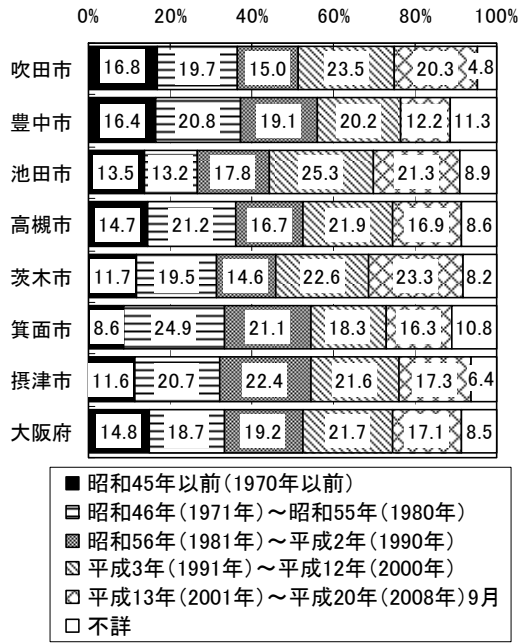 0% 20% 40% 60% 80% 100%
吹田市 16.8 19.7 15.0 23.5 20.3 4.8
豊中市 16.4 20.8 19.1 20.2 12.2 11.3
池田市 13.5 13.2 17.8 25.3 21.3 8.9
高槻市 14.7 21.2 16.7 21.9 16.9 8.6
茨木市 11.7 19.5 14.6 22.6 23.3 8.2
箕面市 8.6 24.9 21.1 18.3 16.3 10.8
摂津市 11.6 20.7 22.4 21.6 17.3 6.4
大阪府 14.8 18.7 19.2 21.7 17.1 8.5
昭和45年以前(1970年以前)
昭和46年(1971年)～昭和55年(1980年)
昭和56年(1981年)～平成2年(1990年)
平成3年(1991年)～平成12年(2000年)
平成13年(2001年)～平成20年(2008年)9月
不詳